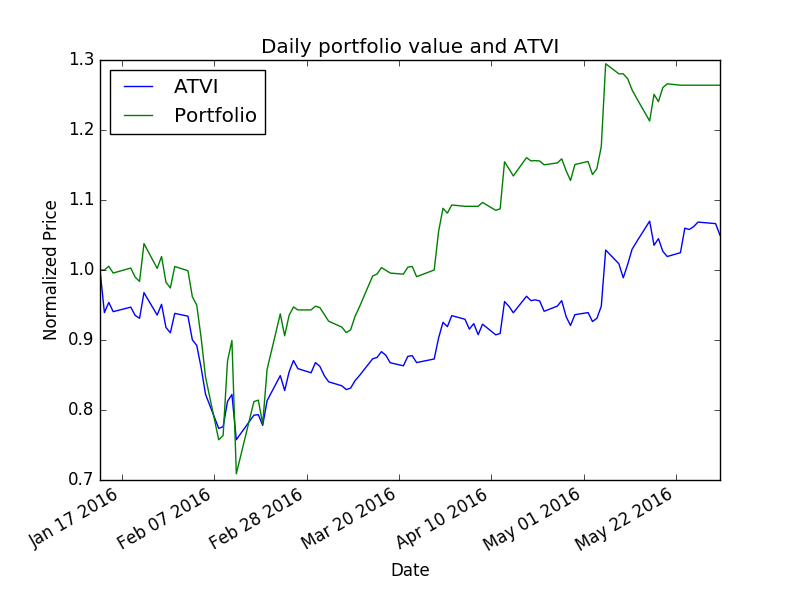 Daily portfolio value and ATVI
ATVI
Portfolio
1.3
1.2
1.1
1.0
0.9
0.8
0.7
Normalized Price
Jan 17 2016
Feb 07 2016
Feb 28 2016
Mar 20 2016
Apr 10 2016
May 01 2016
May 22 2016
Date